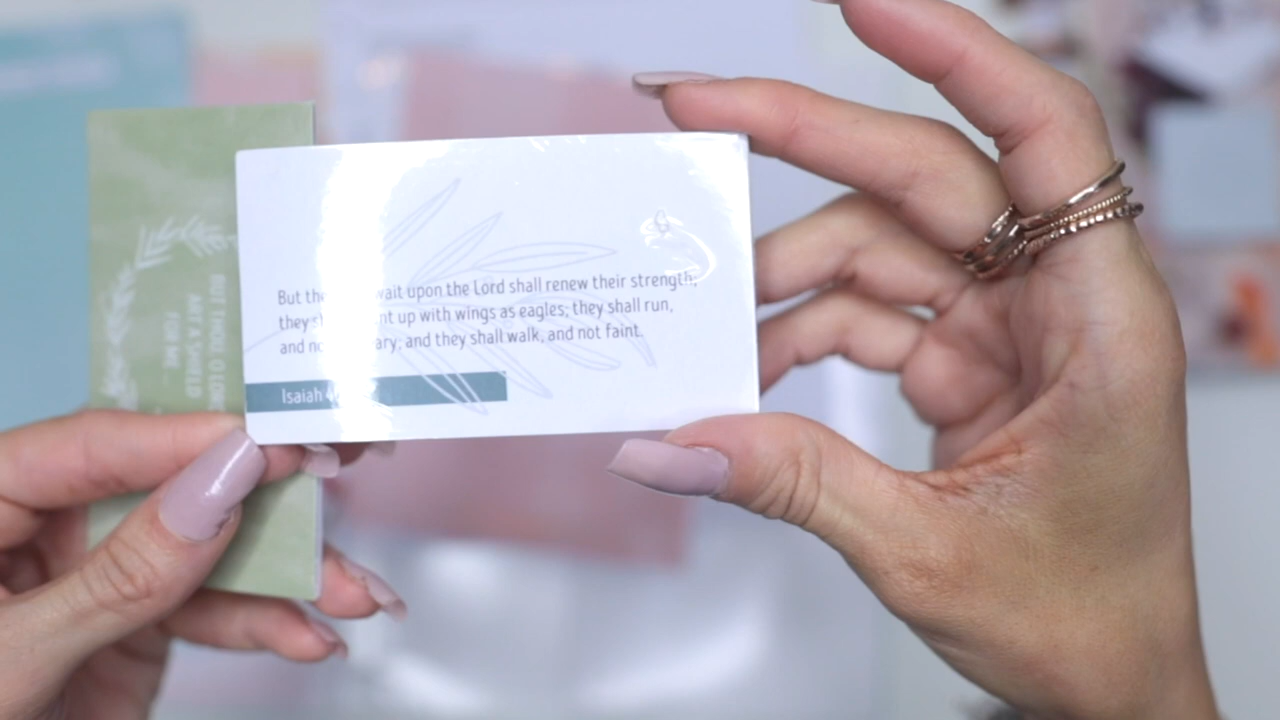 But the wait upon the Lord shall renew their strength;
they nt up with wings as eagles; they shall run,
and ary; and they shall walk, and not faint.
Isaiah
BUT THOU, O LORD
ART A SHIELD
FOR ME